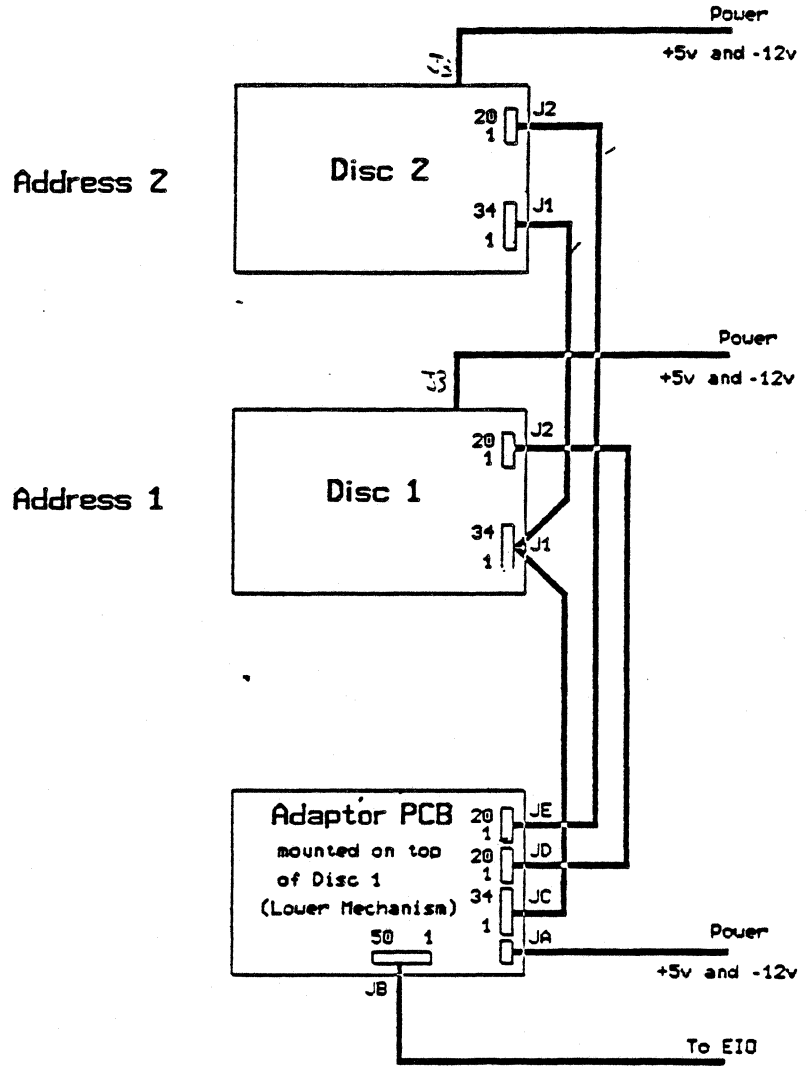 Power
+5v and -12v
J2
20
1
Disc 2
Address 2
34
J1
1
Power
J3
+5v and -12v
J2
20
1
Disc 1
Address 1
34
J1
1
Adaptor PCB
JE
20
1
mounted on top
JD
20
1
of Disc 1
34
JC
(Lower Mechanism)
1
50 1
JA
Power
+5v and -12v
JB
To EIO